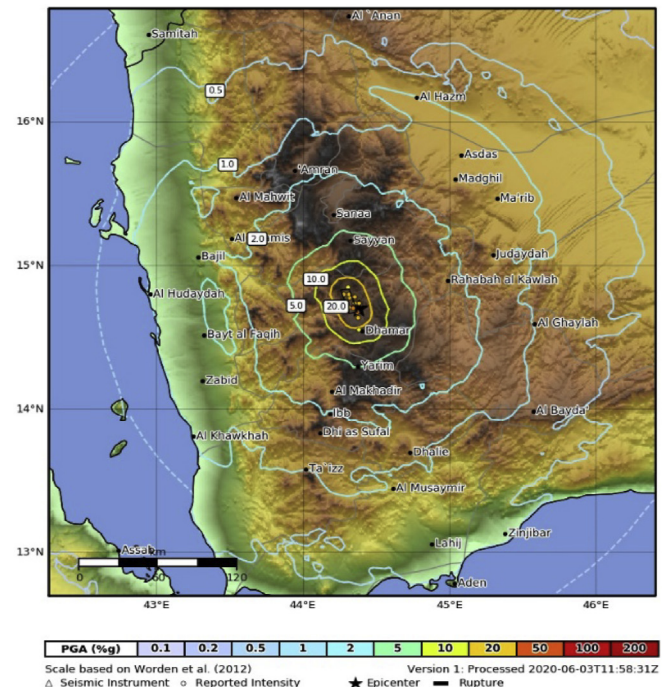 Al `Anan
Samitah
0.5
Al Hazm
16°N
Asdas
1.0
'Amran
Madghil
Al Mahwit
Ma'rib
Sanaa
2.0
Sayyan
Bajil
Judaydah
15°N
10.0
Rahabah al Kawlah
Al Hudaydah
5.0
20.0
Al Ghaylah
Bayt al Faqih
Dhamar
Yarim
Zabid
Al Makhadir
14°N
Ibb
Al Bayda'
Al Khawkhah
Dhi as Sufal
Dhalie
Ta`izz
Al Musaymir
Zinjibar
13°N
Assab
km
Lahij
0
60
120
Aden
43°E 44°E 45°E 46°E
PGA (%g) 0.1 0.2 0.5 1 2 5 10 20 50 100 200
Scale based on Worden et al. (2012) Version 1: Processed 2020-06-03T11:58:31Z
△ Seismic Instrument ○ Reported Intensity ★ Epicenter ▬ Rupture